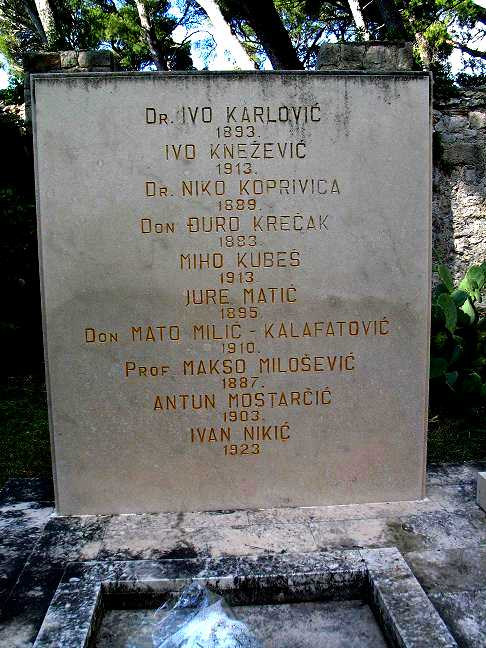 DR. IVO KARLOVIĆ
1893.
IVO KNEŽEVIĆ
1913.
DR. NIKO KOPRIVICA
1889.
DON ĐURO KREČAK
1883.
MIHO KUBEŠ
1913
JURE MATIĆ
1895.
DON MATO MILIĆ - KALAFATOVIĆ
1910.
PROF. MAKSO MILOŠEVIĆ
1887.
ANTUN MOSTARČIĆ
1903.
IVAN NIKIĆ
1923